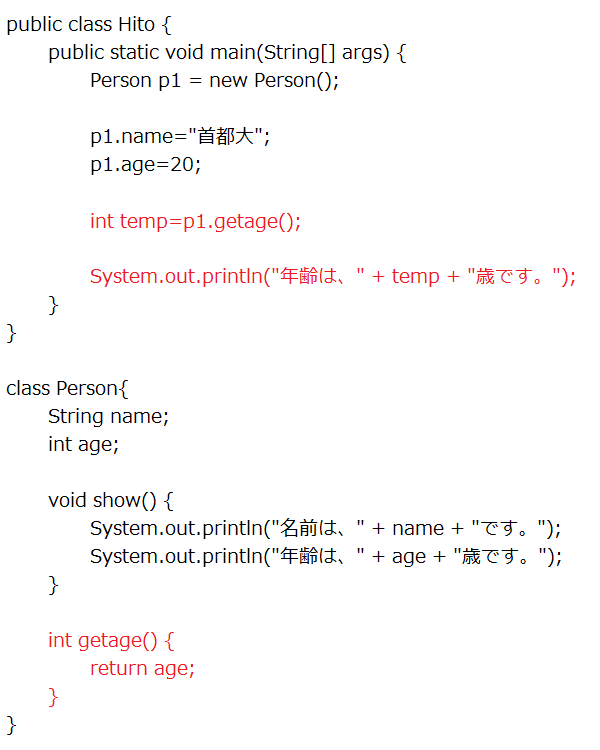 public class Hito {
    public static void main(String[] args) {
        Person p1 = new Person();

        p1.name="首都大";
        p1.age=20;

        int temp=p1.getage();

        System.out.println("年齢は、" + temp + "歳です。");
    }
}

class Person{
    String name;
    int age;

    void show() {
        System.out.println("名前は、" + name + "です。");
        System.out.println("年齢は、" + age + "歳です。");
    }

    int getage() {
        return age;
    }
}